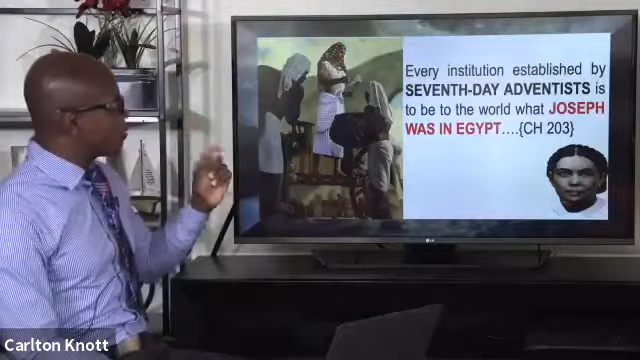 Every institution established by
SEVENTH-DAY ADVENTISTS is
to be to the world what JOSEPH
WAS IN EGYPT....{CH 203}
LG
Carlton Knott